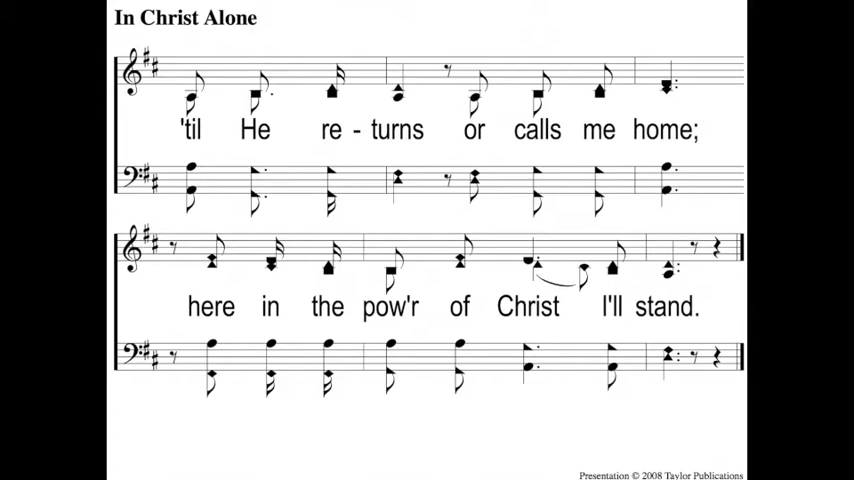 In Christ Alone
'til He re - turns or calls me home;
here in the pow'r of Christ I'll stand.
Presentation © 2008 Taylor Publications